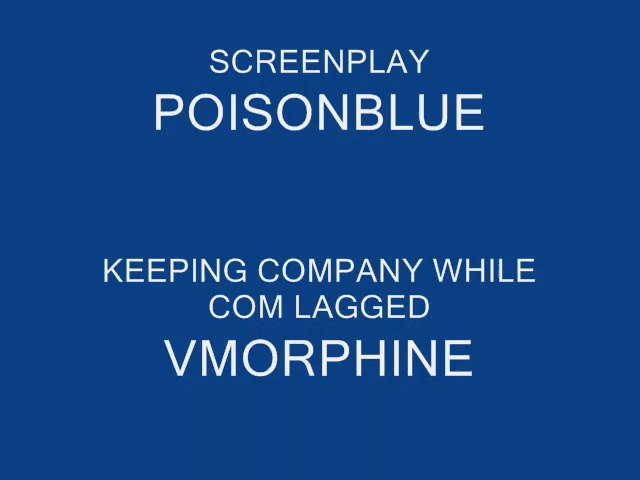 SCREENPLAY
POISONBLUE
KEEPING COMPANY WHILE
COM LAGGED
VMORPHINE